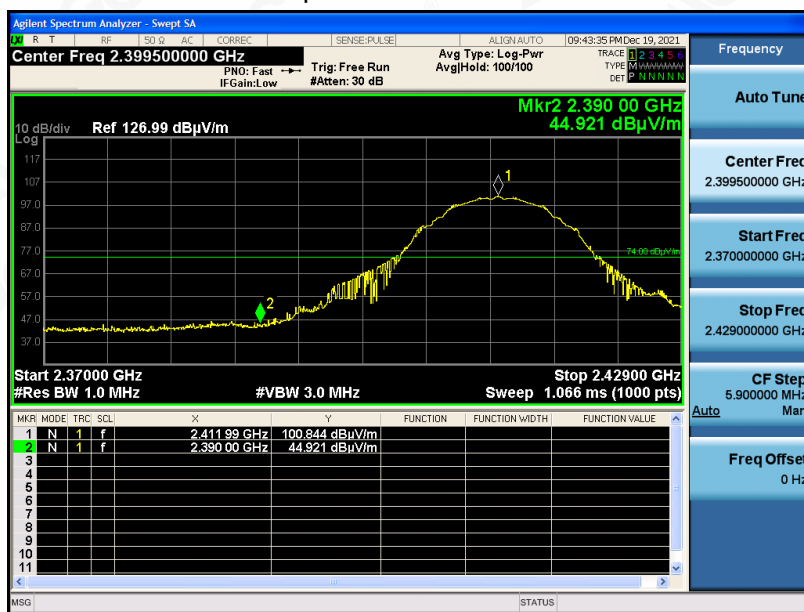 Agilent Spectrum Analyzer - Swept SA
LXI R T RF 50 Ω AC CORREC SENSE:PULSE ALIGN AUTO 09:43:35 PM Dec 19, 2021
Center Freq 2.399500000 GHz
PNO: Fast
IFGain:Low
Trig: Free Run
#Atten: 30 dB
Avg Type: Log-Pwr
Avg|Hold: 100/100
TRACE 1 2 3 4 5 6
TYPE M WWWWW
DET P N N N N N
Mkr2 2.390 00 GHz
44.921 dBµV/m
10 dB/div Ref 126.99 dBµV/m
Log
117
107
97.0
87.0
77.0
67.0
57.0
47.0
37.0
1
74.00 dBµV/m
2
Start 2.37000 GHz Stop 2.42900 GHz
#Res BW 1.0 MHz #VBW 3.0 MHz Sweep 1.066 ms (1000 pts)
MKR MODE TRC SCL X Y FUNCTION FUNCTION WIDTH FUNCTION VALUE
1 N 1 f 2.411 99 GHz 100.844 dBµV/m
2 N 1 f 2.390 00 GHz 44.921 dBµV/m
3
4
5
6
7
8
9
10
11
MSG STATUS
Frequency
Auto Tune
Center Freq
2.399500000 GHz
Start Freq
2.370000000 GHz
Stop Freq
2.429000000 GHz
CF Step
5.900000 MHz
Auto Man
Freq Offset
0 Hz